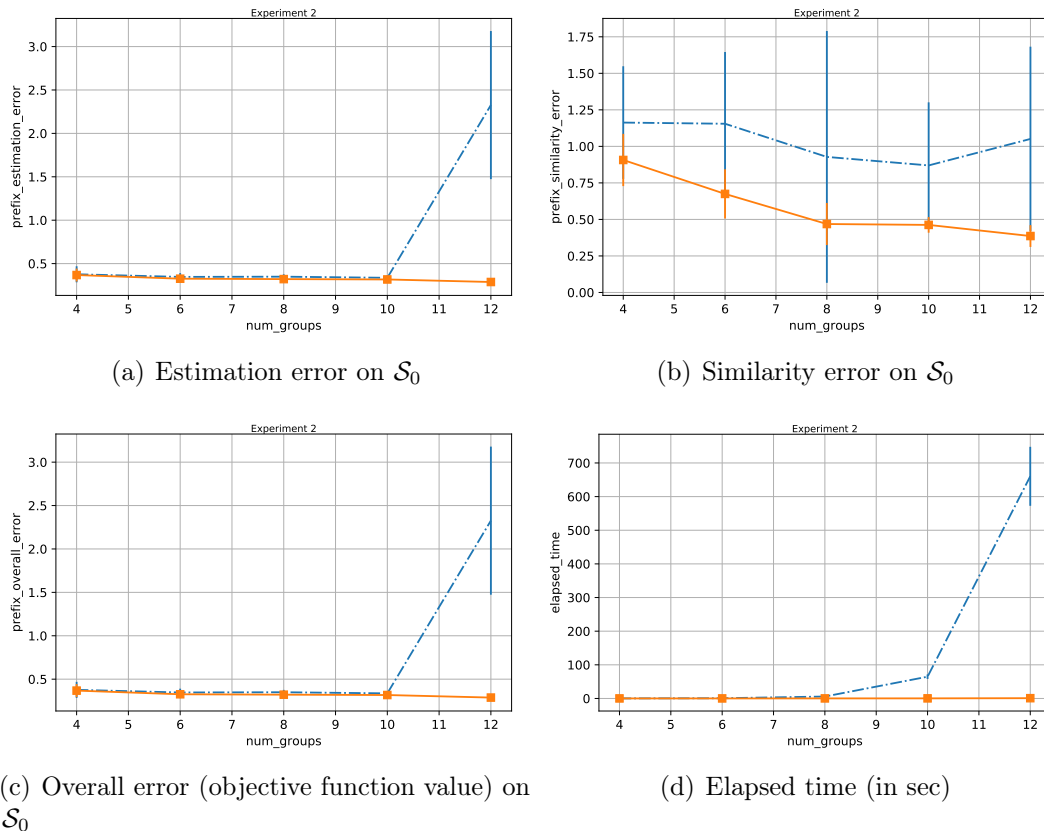 Experiment 2
prefix_estimation_error
3.0
2.5
2.0
1.5
1.0
0.5
4 5 6 7 8 9 10 11 12
num_groups
(a) Estimation error on S₀
Experiment 2
prefix_similarity_error
1.75
1.50
1.25
1.00
0.75
0.50
0.25
0.00
4 5 6 7 8 9 10 11 12
num_groups
(b) Similarity error on S₀
Experiment 2
prefix_overall_error
3.0
2.5
2.0
1.5
1.0
0.5
4 5 6 7 8 9 10 11 12
num_groups
(c) Overall error (objective function value) on
S₀
Experiment 2
elapsed_time
700
600
500
400
300
200
100
0
4 5 6 7 8 9 10 11 12
num_groups
(d) Elapsed time (in sec)